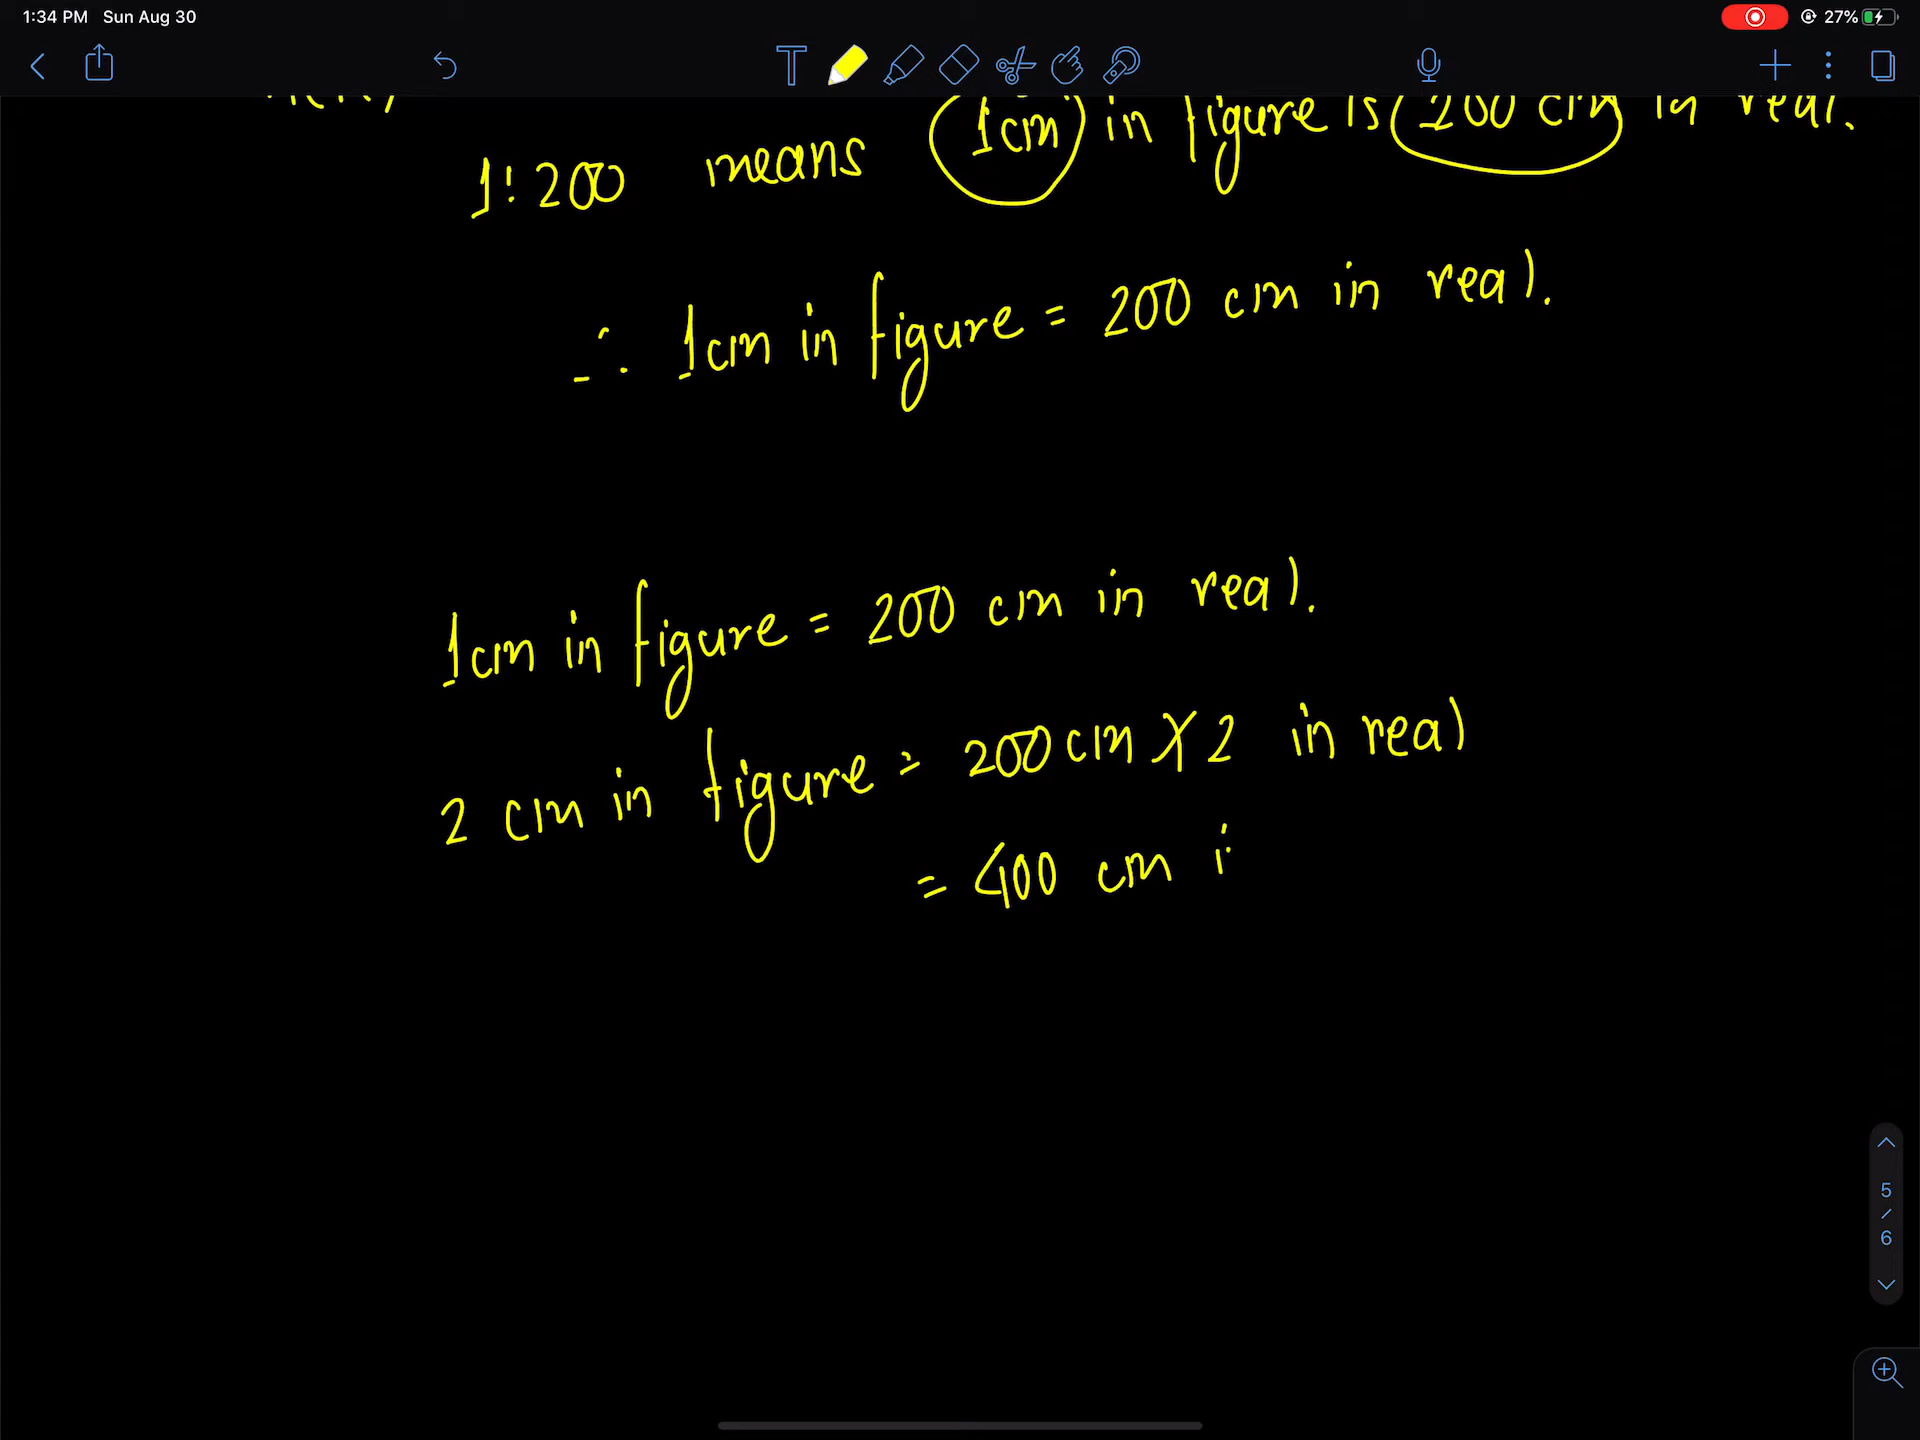 1:34 PM Sun Aug 30
27%
1:200 means 1cm in figure is 200 cm in real.
∴ 1cm in figure = 200 cm in real.
1cm in figure = 200 cm in real.
2 cm in figure = 200cm X 2 in real
= 400 cm i
5
/
6